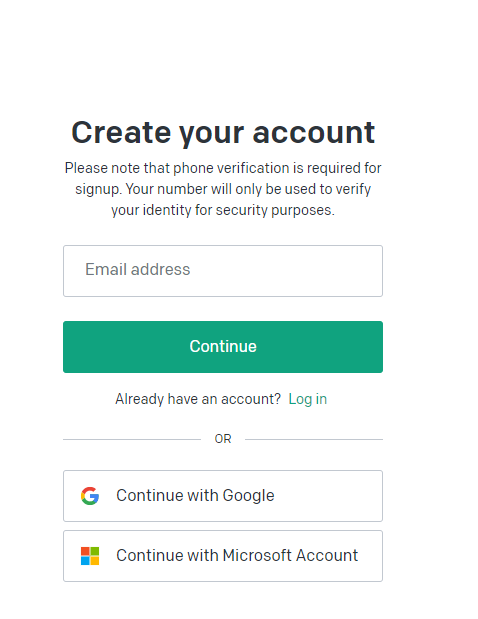 Create your account
Please note that phone verification is required for
signup. Your number will only be used to verify
your identity for security purposes.
Email address
Continue
Already have an account? Log in
OR
Continue with Google
Continue with Microsoft Account